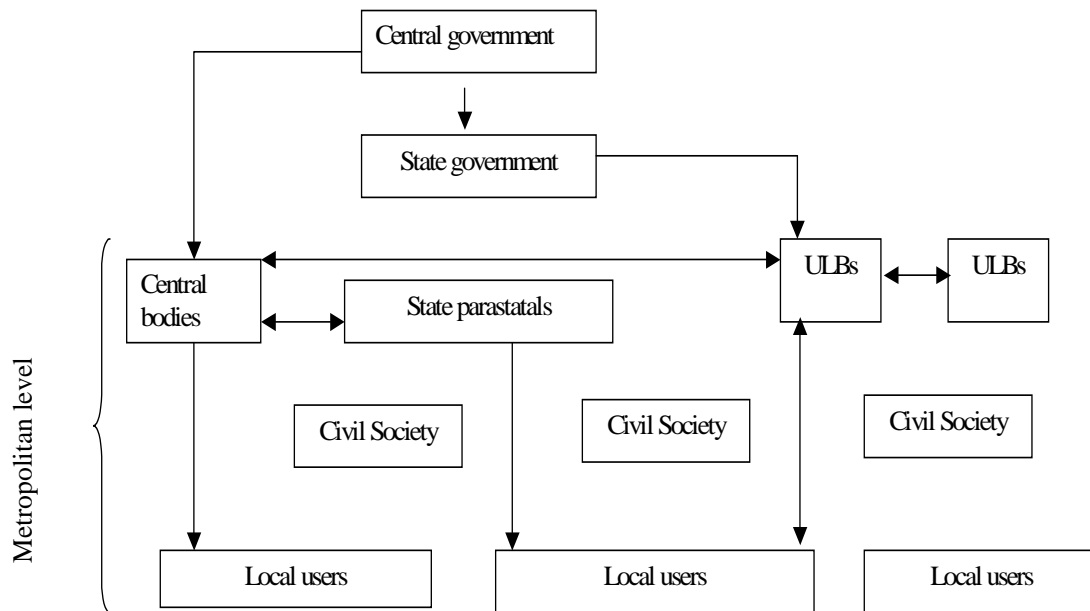 Central government
State government
ULBs
ULBs
Central
bodies
State parastatals
Metropolitan level
Civil Society
Civil Society
Civil Society
Local users
Local users
Local users